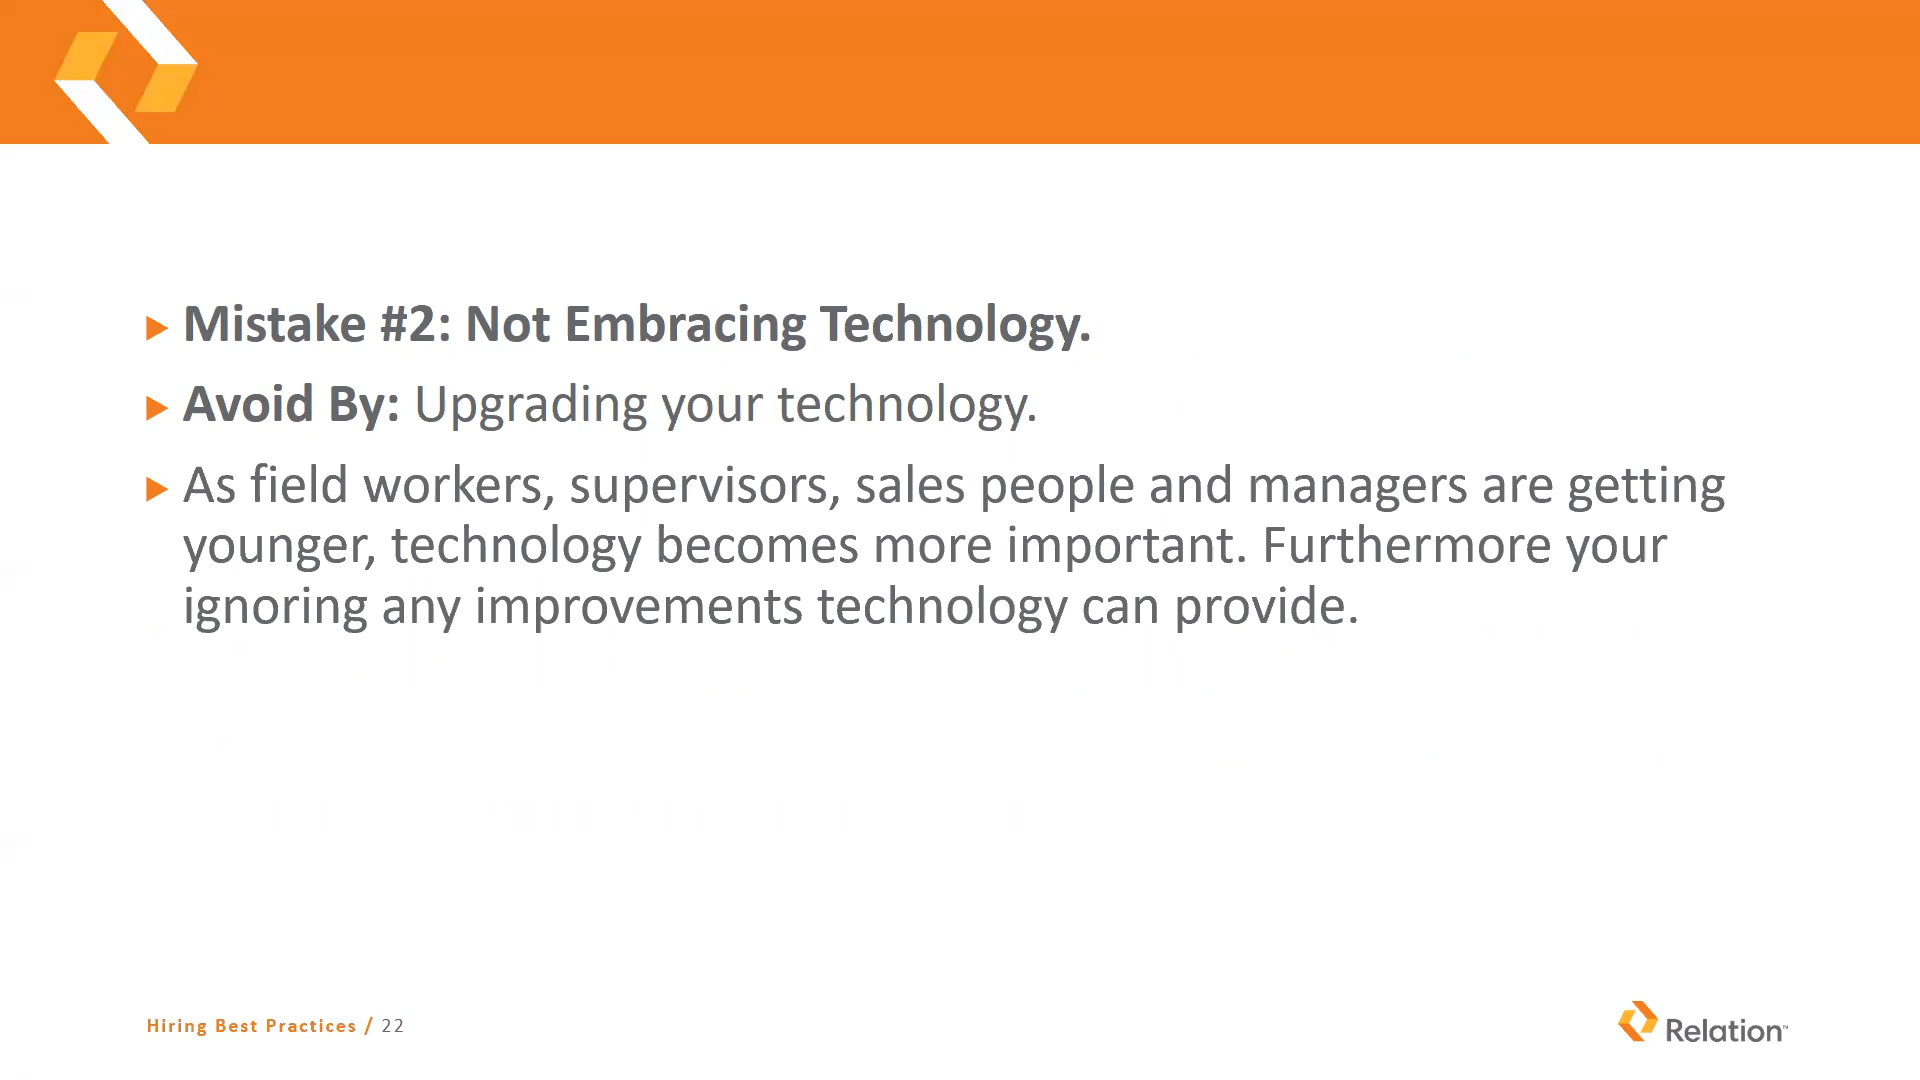 Mistake #2: Not Embracing Technology.
Avoid By: Upgrading your technology.
As field workers, supervisors, sales people and managers are getting
younger, technology becomes more important. Furthermore your
ignoring any improvements technology can provide.
Hiring Best Practices / 22
Relation™